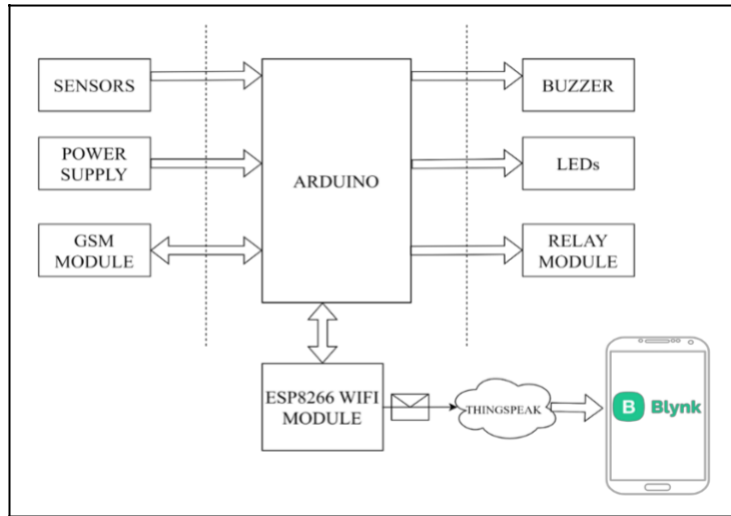 SENSORS
POWER
SUPPLY
GSM
MODULE
ARDUINO
BUZZER
LEDs
RELAY
MODULE
ESP8266 WIFI
MODULE
THINGSPEAK
B Blynk